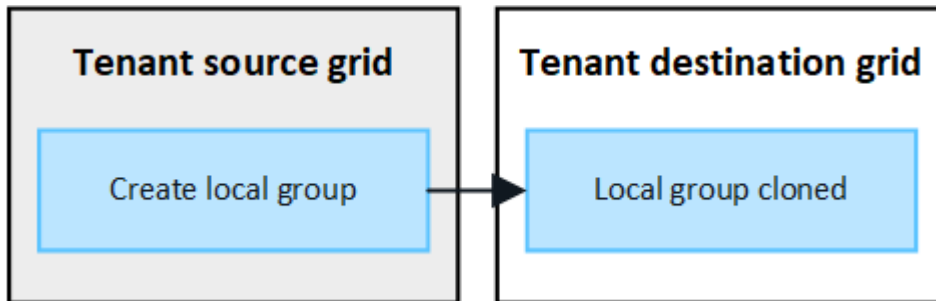 Tenant source grid
Create local group
Tenant destination grid
Local group cloned